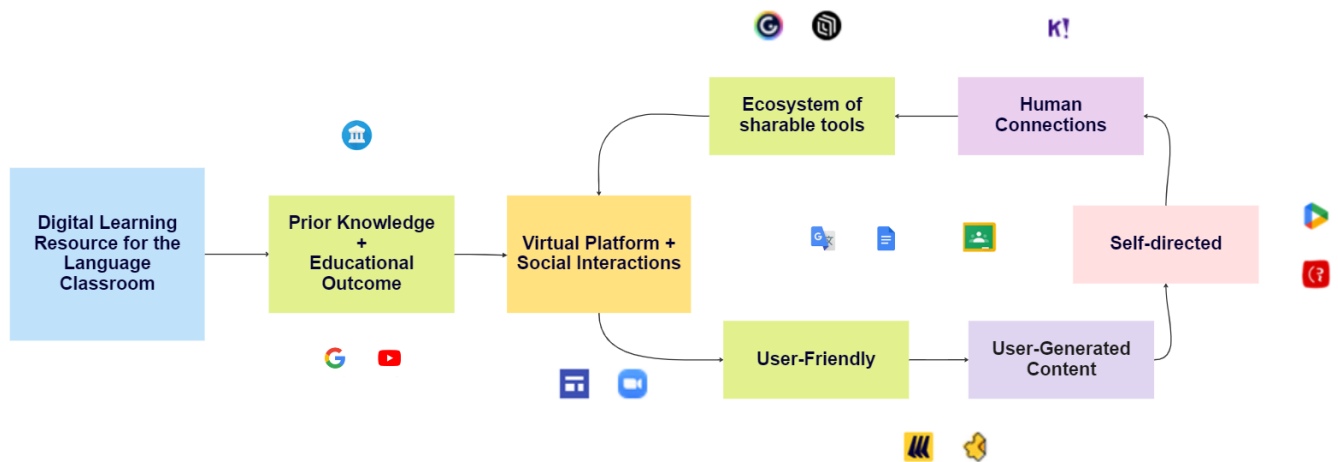 Digital Learning
Resource for the
Language
Classroom
Prior Knowledge
+
Educational
Outcome
Virtual Platform +
Social Interactions
Ecosystem of
sharable tools
Human
Connections
Self-directed
User-Friendly
User-Generated
Content
K!